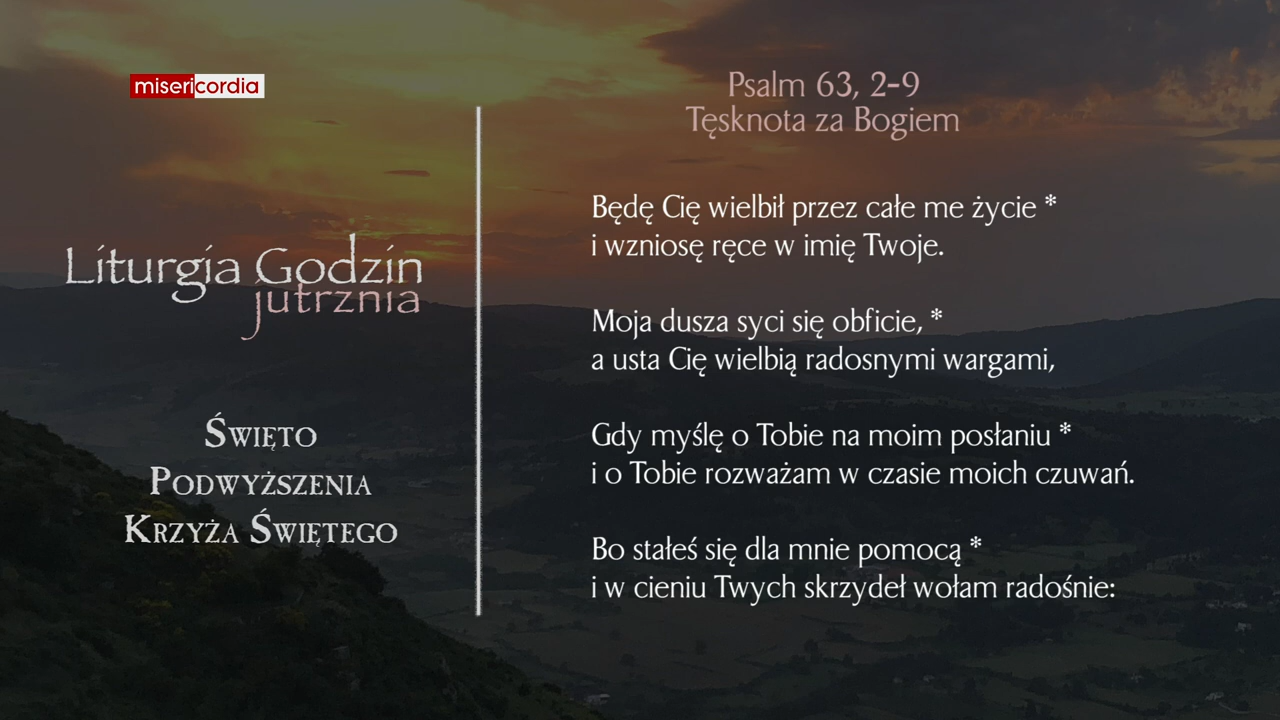 misericordia
Liturgia Godzin
jutrznia
Święto
Podwyższenia
Krzyża Świętego
Psalm 63, 2-9
Tęsknota za Bogiem
Będę Cię wielbił przez całe me życie *
i wzniosę ręce w imię Twoje.
Moja dusza syci się obficie, *
a usta Cię wielbią radosnymi wargami,
Gdy myślę o Tobie na moim posłaniu *
i o Tobie rozważam w czasie moich czuwań.
Bo stałeś się dla mnie pomocą *
i w cieniu Twych skrzydeł wołam radośnie: